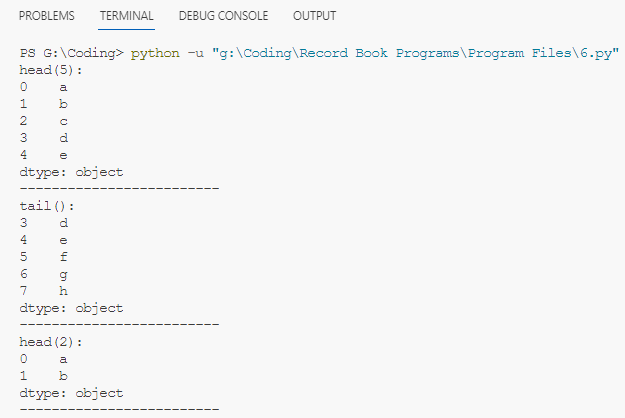 PROBLEMS TERMINAL DEBUG CONSOLE OUTPUT
PS G:\Coding> python -u "g:\Coding\Record Book Programs\Program Files\6.py"
head(5):
0    a
1    b
2    c
3    d
4    e
dtype: object
-------------------------
tail():
3    d
4    e
5    f
6    g
7    h
dtype: object
-------------------------
head(2):
0    a
1    b
dtype: object
-------------------------